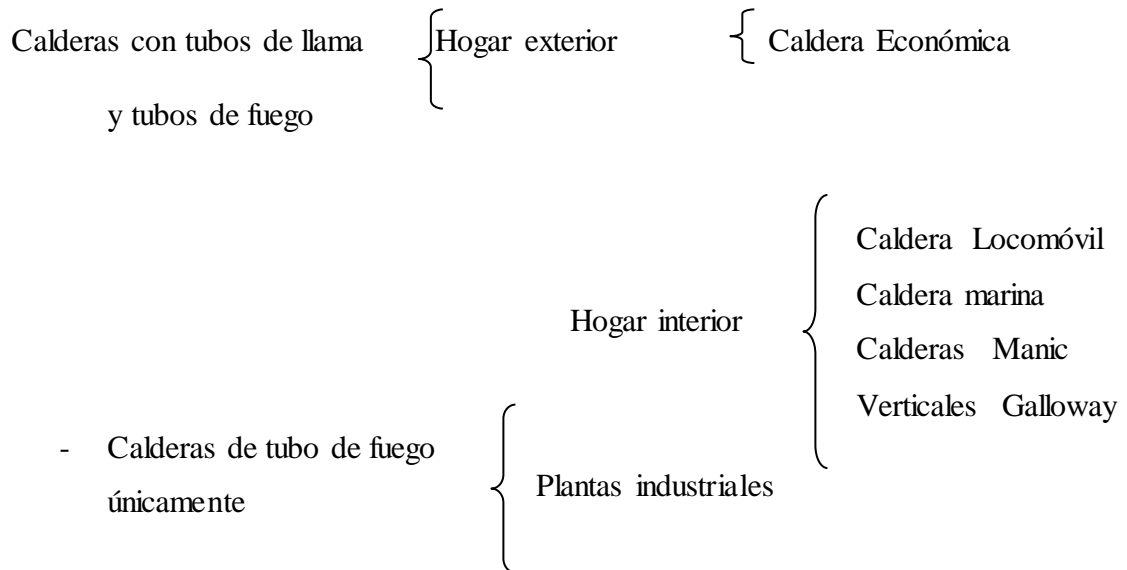 Calderas con tubos de llama Hogar exterior Caldera Económica
y tubos de fuego
Caldera Locomóvil
Caldera marina
Hogar interior
Calderas Manic
Verticales Galloway
- Calderas de tubo de fuego
únicamente
Plantas industriales